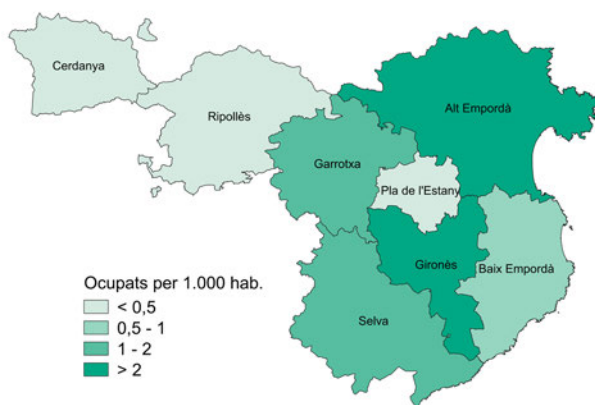 Cerdanya
Ripollès
Alt Empordà
Garrotxa
Pla de l'Estany
Gironès
Baix Empordà
Selva
Ocupats per 1.000 hab.
< 0,5
0,5 - 1
1 - 2
> 2